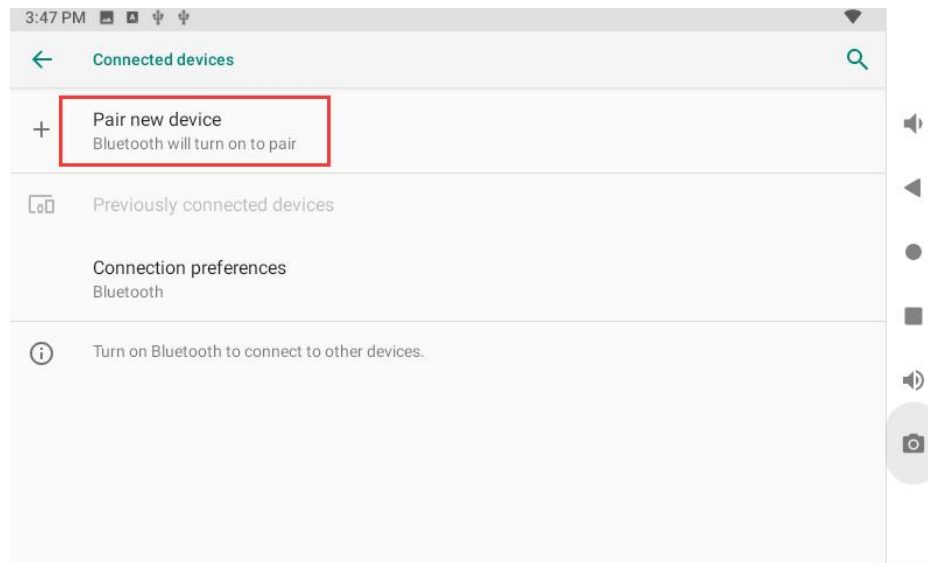 3:47 PM
Connected devices
Pair new device
Bluetooth will turn on to pair
Previously connected devices
Connection preferences
Bluetooth
Turn on Bluetooth to connect to other devices.